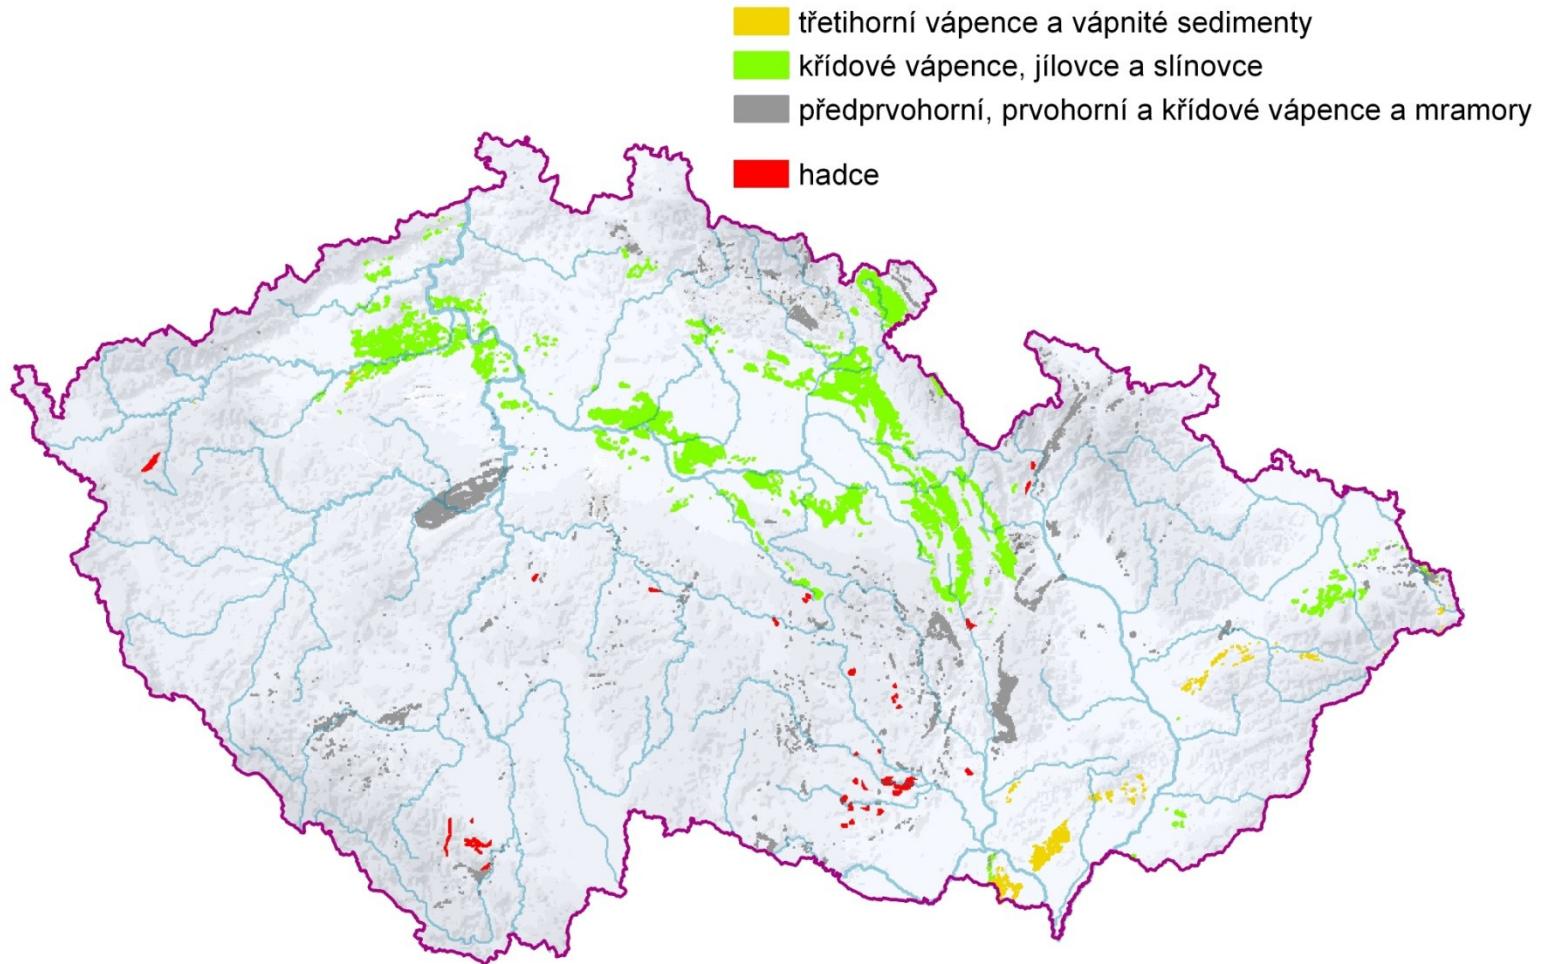 třetihorní vápence a vápnité sedimenty
křídové vápence, jílovce a slínovce
předprvohorní, prvohorní a křídové vápence a mramory
hadce